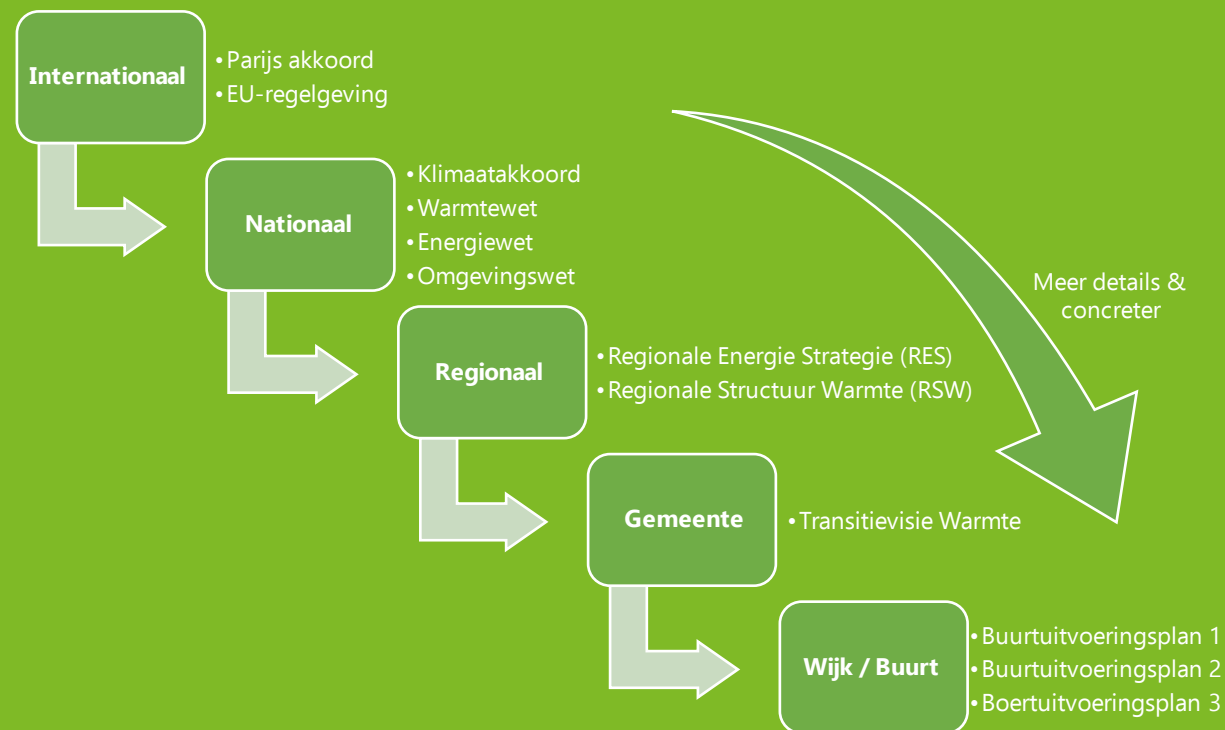 Internationaal
• Parijs akkoord
• EU-regelgeving
Nationaal
• Klimaatakkoord
• Warmtewet
• Energiewet
• Omgevingswet
Meer details &
concreter
Regionaal
• Regionale Energie Strategie (RES)
• Regionale Structuur Warmte (RSW)
Gemeente
• Transitievisie Warmte
Wijk / Buurt
• Buurtuitvoeringsplan 1
• Buurtuitvoeringsplan 2
• Boertuitvoeringsplan 3